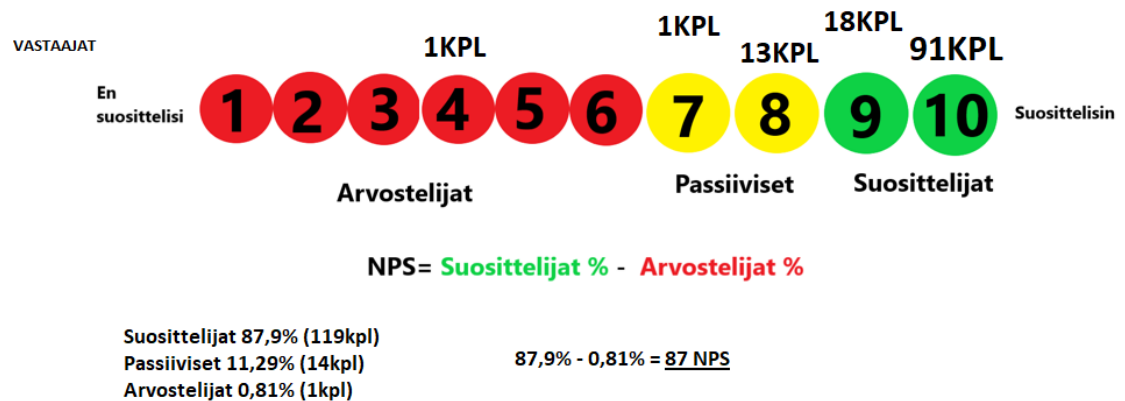 VASTAAJAT
1KPL
1KPL
13KPL
18KPL
91KPL
En
suosittelisi
1 2 3 4 5 6 7 8 9 10
Suosittelisin
Arvostelijat
Passiiviset
Suosittelijat
NPS= Suosittelijat % - Arvostelijat %
Suosittelijat 87,9% (119kpl)
Passiiviset 11,29% (14kpl)
Arvostelijat 0,81% (1kpl)
87,9% - 0,81% = 87 NPS